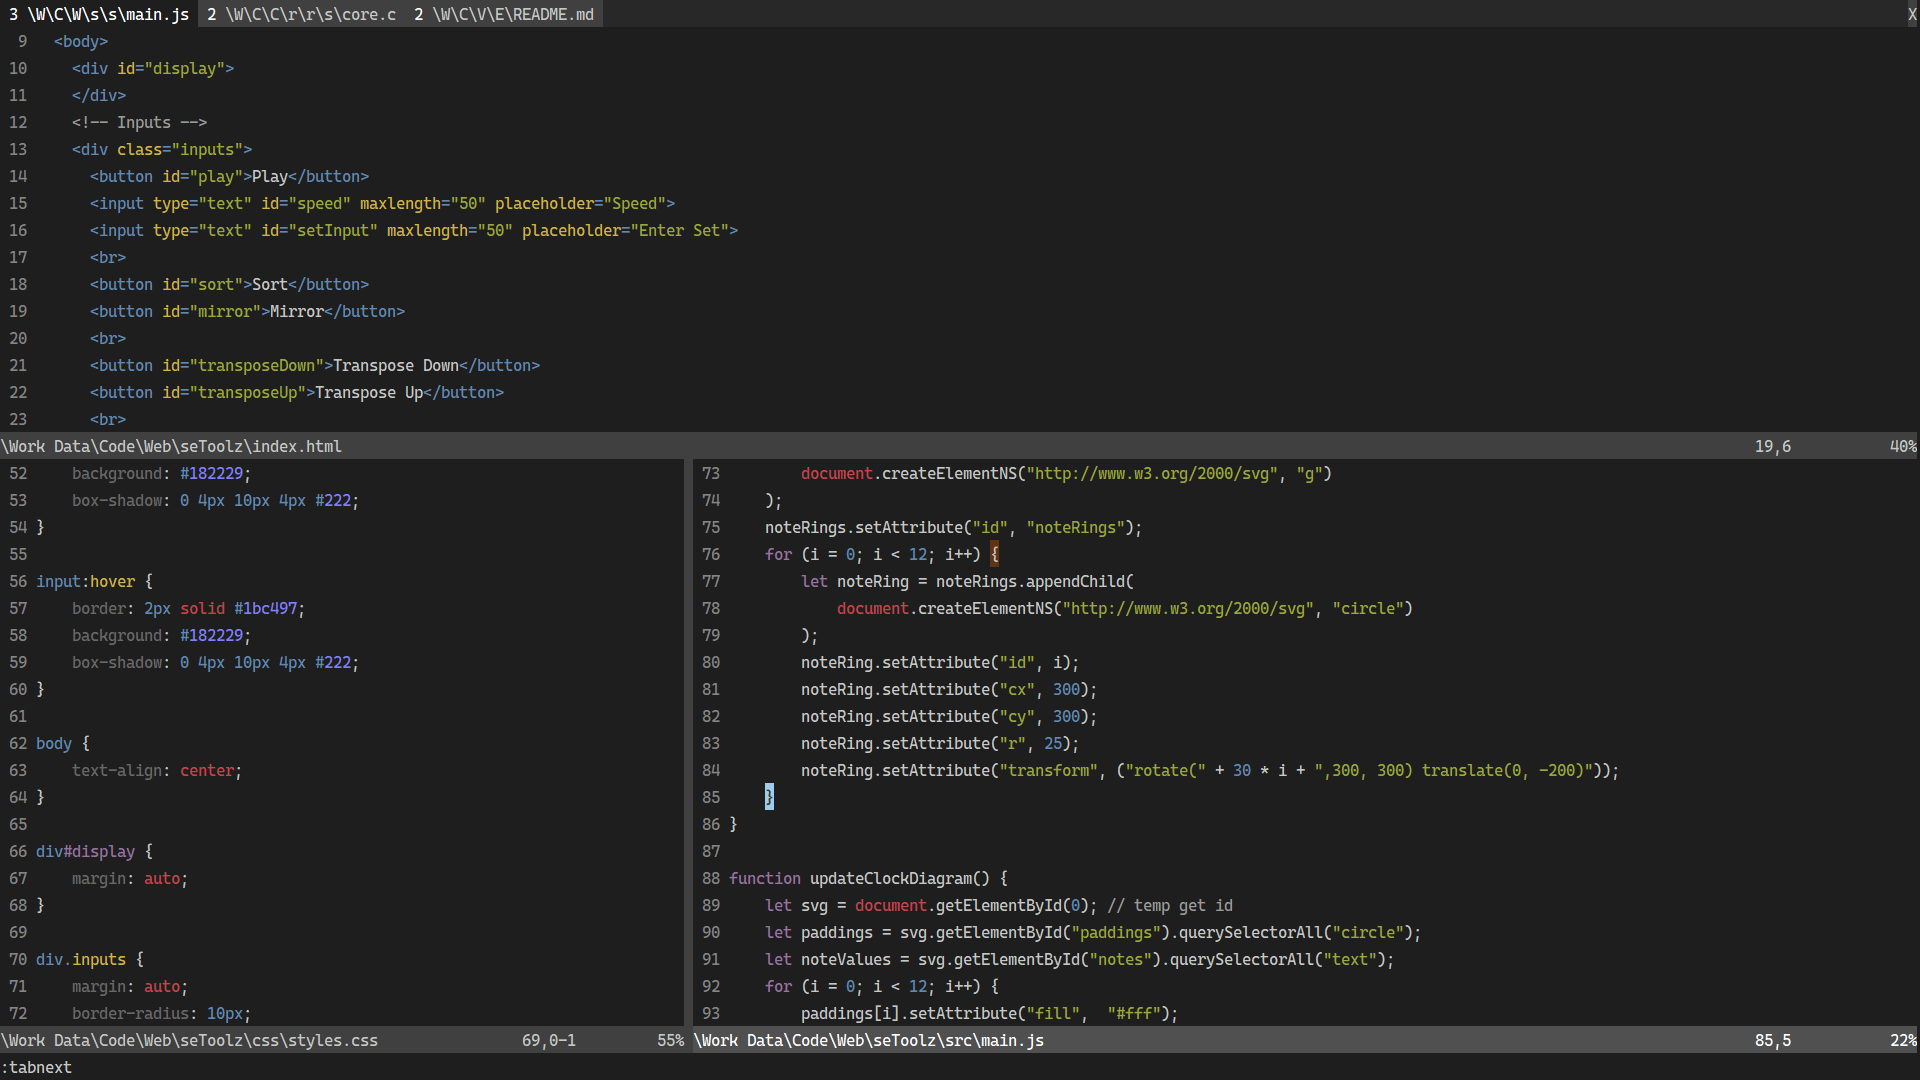 3 \W\C\W\s\s\main.js  2 \W\C\C\r\r\s\core.c  2 \W\C\V\E\README.md X
9   <body>
10     <div id="display">
11     </div>
12     <!-- Inputs -->
13     <div class="inputs">
14       <button id="play">Play</button>
15       <input type="text" id="speed" maxlength="50" placeholder="Speed">
16       <input type="text" id="setInput" maxlength="50" placeholder="Enter Set">
17       <br>
18       <button id="sort">Sort</button>
19       <button id="mirror">Mirror</button>
20       <br>
21       <button id="transposeDown">Transpose Down</button>
22       <button id="transposeUp">Transpose Up</button>
23       <br>
\Work Data\Code\Web\seToolz\index.html 19,6 40%
52     background: #182229;
53     box-shadow: 0 4px 10px 4px #222;
54 }
55
56 input:hover {
57     border: 2px solid #1bc497;
58     background: #182229;
59     box-shadow: 0 4px 10px 4px #222;
60 }
61
62 body {
63     text-align: center;
64 }
65
66 div#display {
67     margin: auto;
68 }
69
70 div.inputs {
71     margin: auto;
72     border-radius: 10px;
\Work Data\Code\Web\seToolz\css\styles.css 69,0-1 55%
73         document.createElementNS("http://www.w3.org/2000/svg", "g")
74     );
75     noteRings.setAttribute("id", "noteRings");
76     for (i = 0; i < 12; i++) {
77         let noteRing = noteRings.appendChild(
78             document.createElementNS("http://www.w3.org/2000/svg", "circle")
79         );
80         noteRing.setAttribute("id", i);
81         noteRing.setAttribute("cx", 300);
82         noteRing.setAttribute("cy", 300);
83         noteRing.setAttribute("r", 25);
84         noteRing.setAttribute("transform", ("rotate(" + 30 * i + ",300, 300) translate(0, -200)"));
85     }
86 }
87
88 function updateClockDiagram() {
89     let svg = document.getElementById(0); // temp get id
90     let paddings = svg.getElementById("paddings").querySelectorAll("circle");
91     let noteValues = svg.getElementById("notes").querySelectorAll("text");
92     for (i = 0; i < 12; i++) {
93         paddings[i].setAttribute("fill",  "#fff");
\Work Data\Code\Web\seToolz\src\main.js 85,5 22%
:tabnext